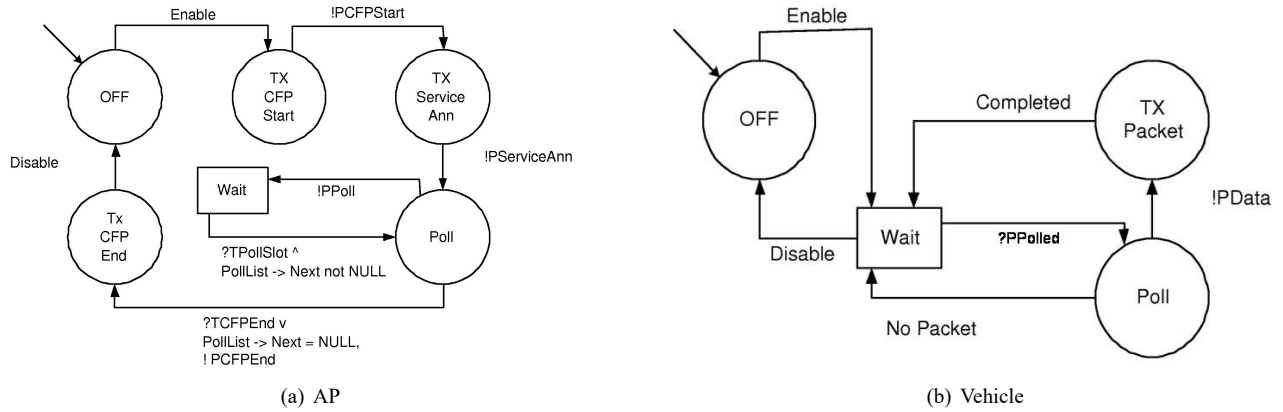 Enable
!PCFPStart
OFF
TX
CFP
Start
TX
Service
Ann
Disable
!PServiceAnn
Wait
!PPoll
Tx
CFP
End
Poll
?TPollSlot ^
PollList -> Next not NULL
?TCFPEnd v
PollList -> Next = NULL,
! PCFPEnd
(a) AP
Enable
OFF
Completed
TX
Packet
!PData
Wait
?PPolled
Disable
Poll
No Packet
(b) Vehicle